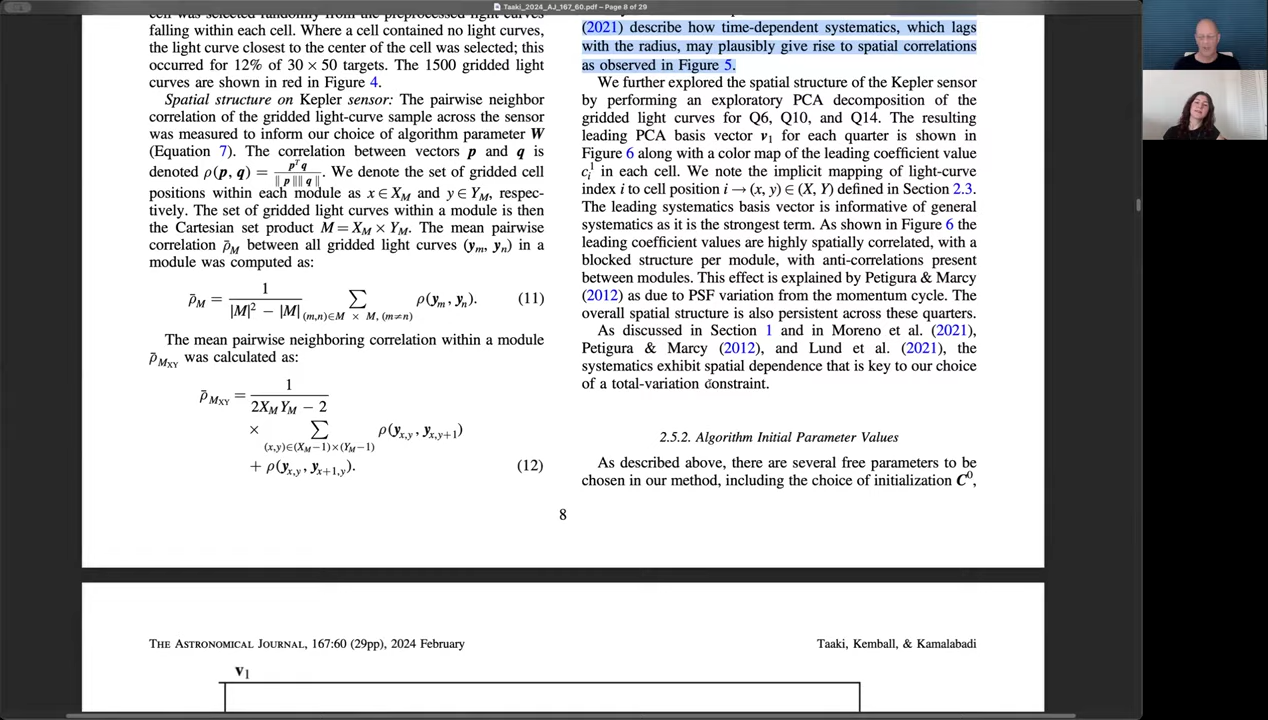 Taaki_2024_AJ_167_60.pdf – Page 8 of 29
cell was selected randomly from the preprocessed light curves
falling within each cell. Where a cell contained no light curves,
the light curve closest to the center of the cell was selected; this
occurred for 12% of 30 × 50 targets. The 1500 gridded light
curves are shown in red in Figure 4.
Spatial structure on Kepler sensor: The pairwise neighbor
correlation of the gridded light-curve sample across the sensor
was measured to inform our choice of algorithm parameter W
(Equation 7). The correlation between vectors p and q is
denoted ρ(p, q) = pᵀq / ‖p‖‖q‖. We denote the set of gridded cell
positions within each module as x ∈ X_M and y ∈ Y_M, respec-
tively. The set of gridded light curves within a module is then
the Cartesian set product M = X_M × Y_M. The mean pairwise
correlation ρ̄_M between all gridded light curves (y_m, y_n) in a
module was computed as:
ρ̄_M = 1 / (|M|² − |M|) ∑_{(m,n)∈M × M, (m≠n)} ρ(y_m, y_n). (11)
The mean pairwise neighboring correlation within a module
ρ̄_{M_XY} was calculated as:
ρ̄_{M_XY} = 1 / (2X_M Y_M − 2)
× ∑_{(x,y)∈(X_M−1)×(Y_M−1)} ρ(y_{x,y}, y_{x,y+1})
+ ρ(y_{x,y}, y_{x+1,y}). (12)
(2021) describe how time-dependent systematics, which lags
with the radius, may plausibly give rise to spatial correlations
as observed in Figure 5.
We further explored the spatial structure of the Kepler sensor
by performing an exploratory PCA decomposition of the
gridded light curves for Q6, Q10, and Q14. The resulting
leading PCA basis vector v₁ for each quarter is shown in
Figure 6 along with a color map of the leading coefficient value
c_i^1 in each cell. We note the implicit mapping of light-curve
index i to cell position i → (x, y) ∈ (X, Y) defined in Section 2.3.
The leading systematics basis vector is informative of general
systematics as it is the strongest term. As shown in Figure 6 the
leading coefficient values are highly spatially correlated, with a
blocked structure per module, with anti-correlations present
between modules. This effect is explained by Petigura & Marcy
(2012) as due to PSF variation from the momentum cycle. The
overall spatial structure is also persistent across these quarters.
As discussed in Section 1 and in Moreno et al. (2021),
Petigura & Marcy (2012), and Lund et al. (2021), the
systematics exhibit spatial dependence that is key to our choice
of a total-variation constraint.
2.5.2. Algorithm Initial Parameter Values
As described above, there are several free parameters to be
chosen in our method, including the choice of initialization C⁰,
8
THE ASTRONOMICAL JOURNAL, 167:60 (29pp), 2024 February
Taaki, Kemball, & Kamalabadi
v₁